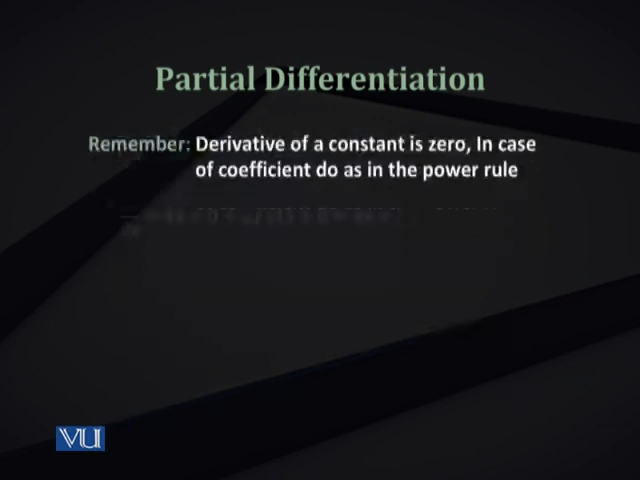 Partial Differentiation
Remember: Derivative of a constant is zero, In case
of coefficient do as in the power rule
VU